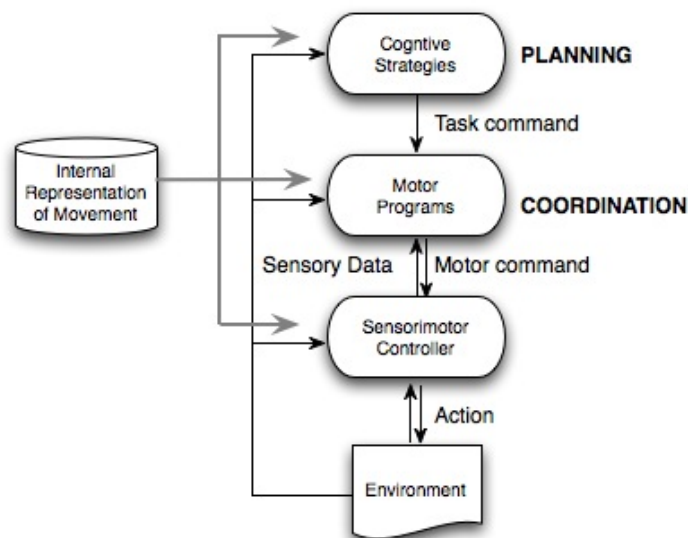 Cogntive
Strategies
PLANNING
Task command
Internal
Representation
of Movement
Motor
Programs
COORDINATION
Sensory Data
Motor command
Sensorimotor
Controller
Action
Environment